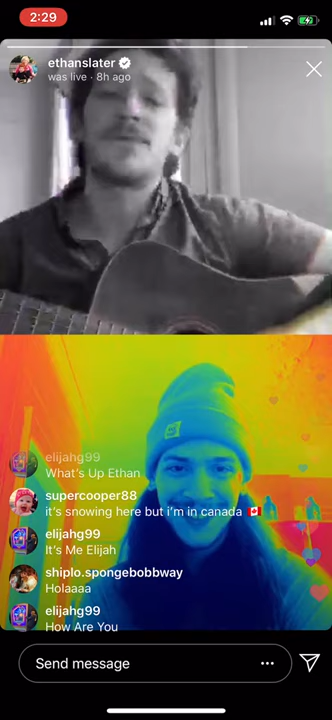 2:29
ethanslater
was live · 8h ago
elijahg99
What's Up Ethan
supercooper88
it's snowing here but i'm in canada 🇨🇦
elijahg99
It's Me Elijah
shiplo.spongebobbway
Holaaaa
elijahg99
How Are You
Send message